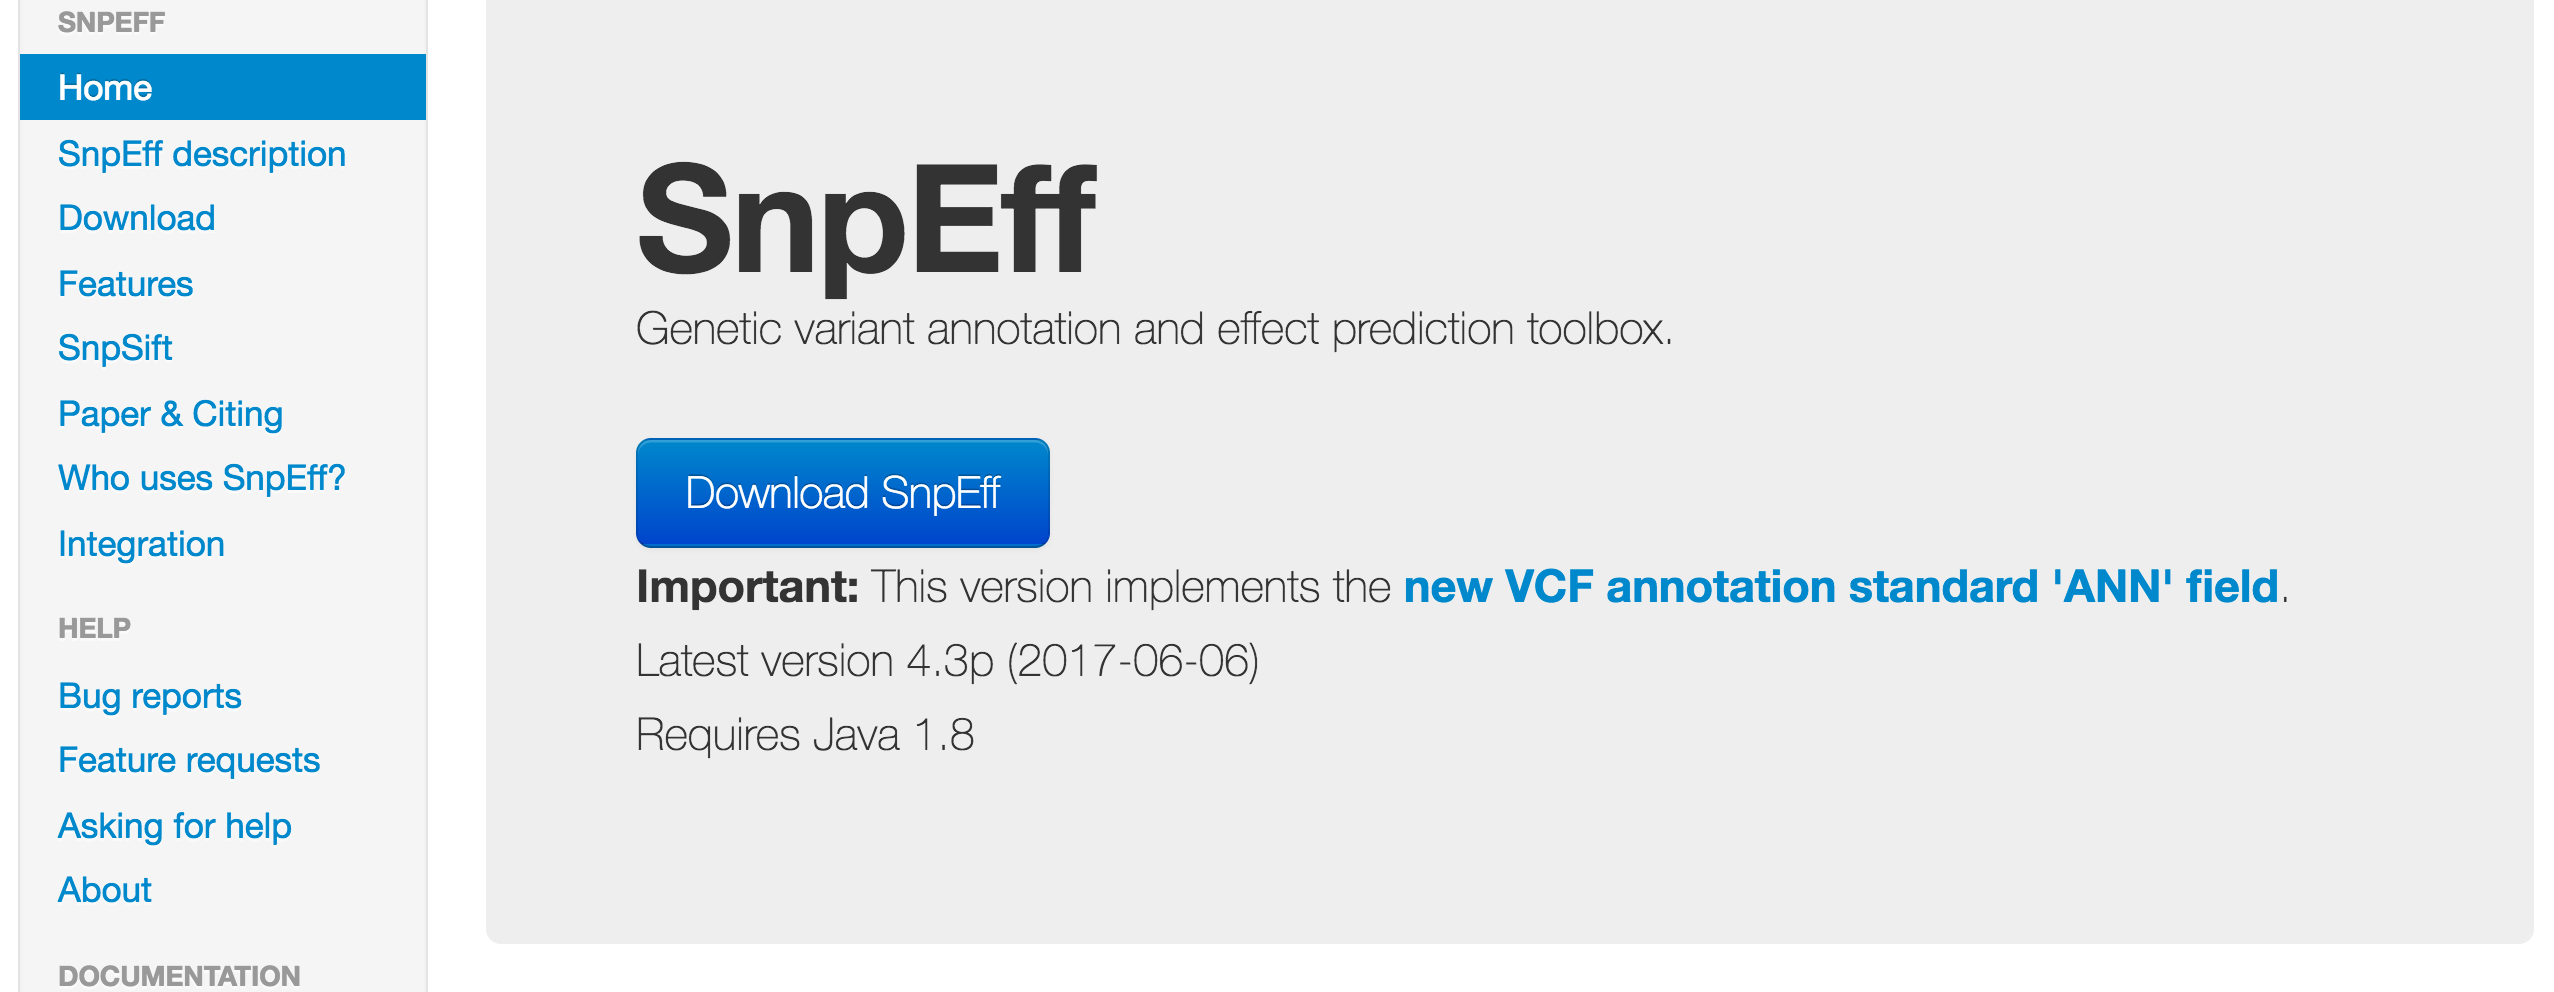 SNPEFF
Home
SnpEff description
Download
Features
SnpSift
Paper & Citing
Who uses SnpEff?
Integration
HELP
Bug reports
Feature requests
Asking for help
About
DOCUMENTATION
SnpEff
Genetic variant annotation and effect prediction toolbox.
Download SnpEff
Important: This version implements the new VCF annotation standard 'ANN' field.
Latest version 4.3p (2017-06-06)
Requires Java 1.8